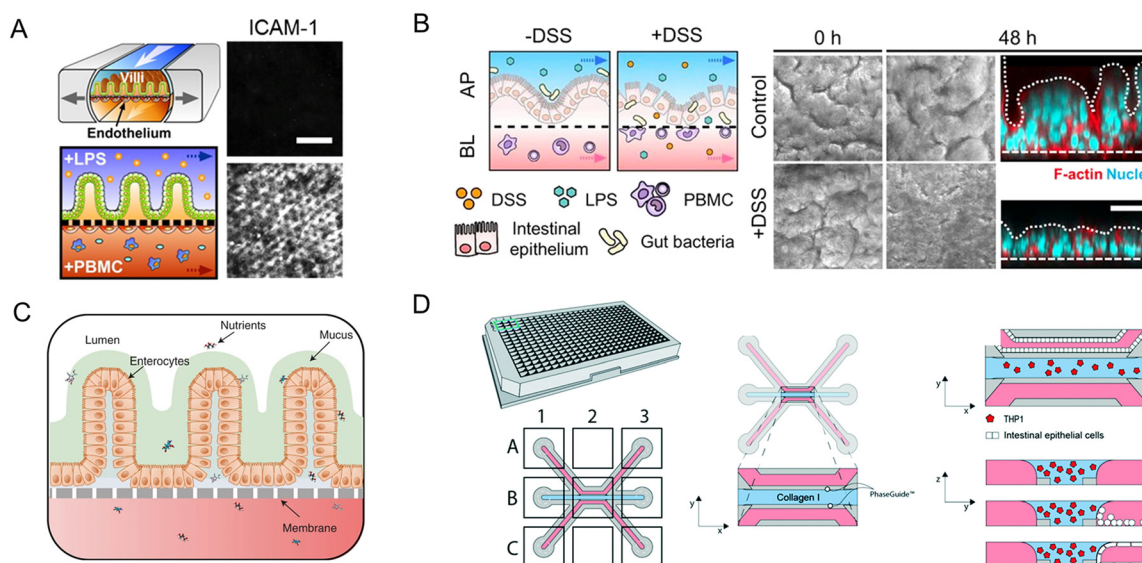 A
ICAM-1
Villi
Endothelium
+LPS
+PBMC
B
-DSS
+DSS
AP
BL
DSS
LPS
PBMC
Intestinal
epithelium
Gut bacteria
0 h
48 h
Control
+DSS
F-actin Nucle
C
Lumen
Nutrients
Mucus
Enterocytes
Membrane
D
1
2
3
A
B
C
y
x
Collagen I
PhaseGuide™
y
x
THP1
Intestinal epithelial cells
z
y